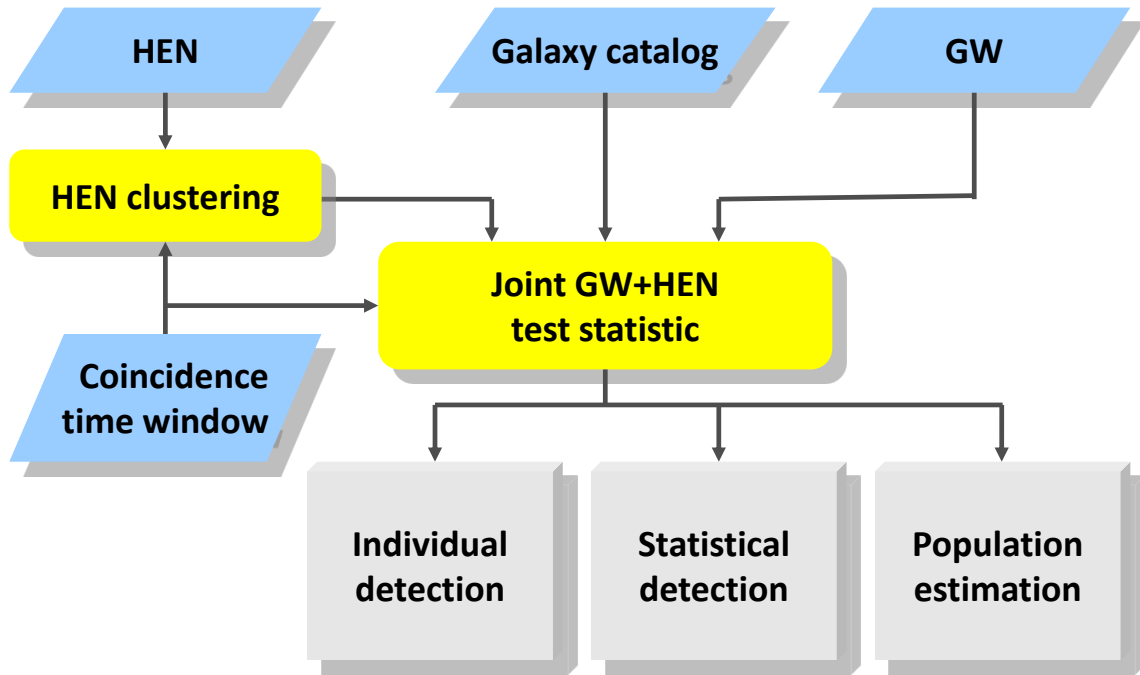 HEN
Galaxy catalog
GW
HEN clustering
Joint GW+HEN
test statistic
Coincidence
time window
Individual
detection
Statistical
detection
Population
estimation